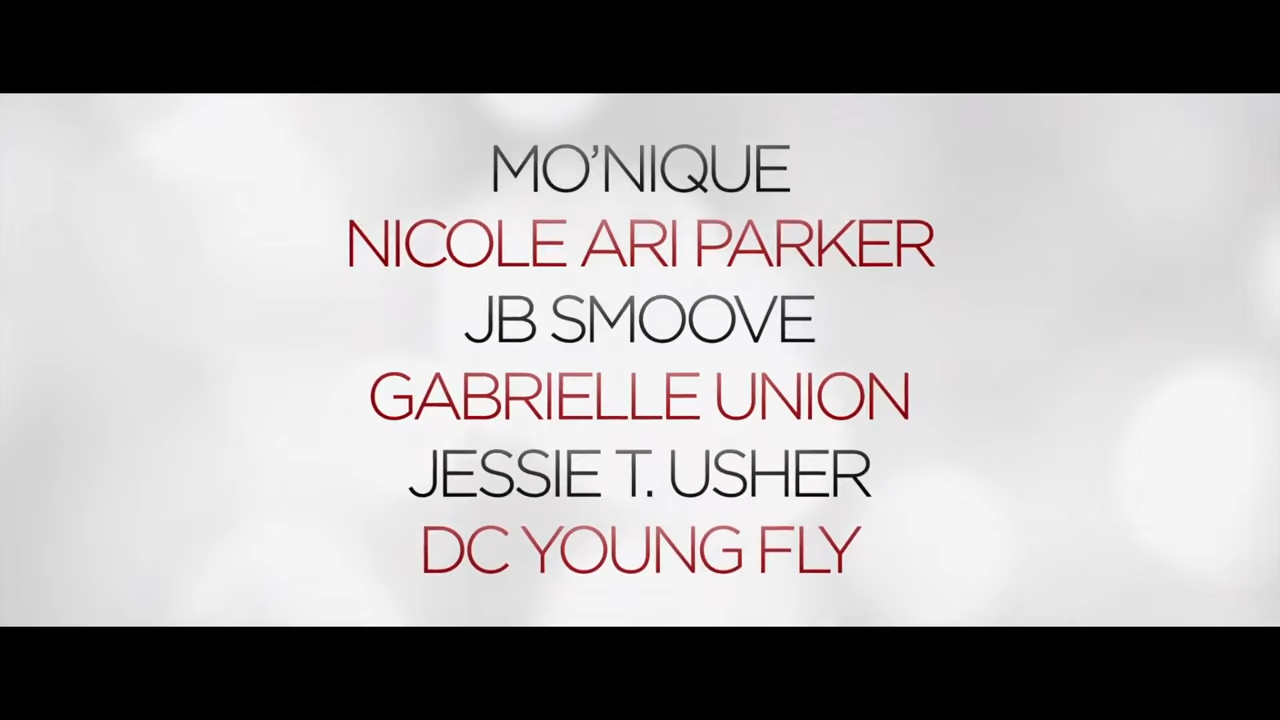 MO’NIQUE
NICOLE ARI PARKER
JB SMOOVE
GABRIELLE UNION
JESSIE T. USHER
DC YOUNG FLY